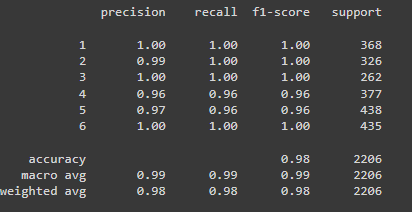 precision recall f1-score support
1 1.00 1.00 1.00 368
2 0.99 1.00 1.00 326
3 1.00 1.00 1.00 262
4 0.96 0.96 0.96 377
5 0.97 0.96 0.96 438
6 1.00 1.00 1.00 435
accuracy 0.98 2206
macro avg 0.99 0.99 0.99 2206
weighted avg 0.98 0.98 0.98 2206